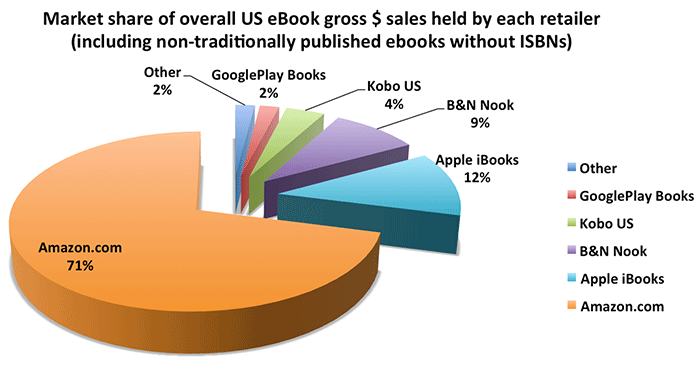 Market share of overall US eBook gross $ sales held by each retailer
(including non-traditionally published ebooks without ISBNs)
Other
2%
GooglePlay Books
2%
Kobo US
4%
B&N Nook
9%
Apple iBooks
12%
Amazon.com
71%
Other
GooglePlay Books
Kobo US
B&N Nook
Apple iBooks
Amazon.com